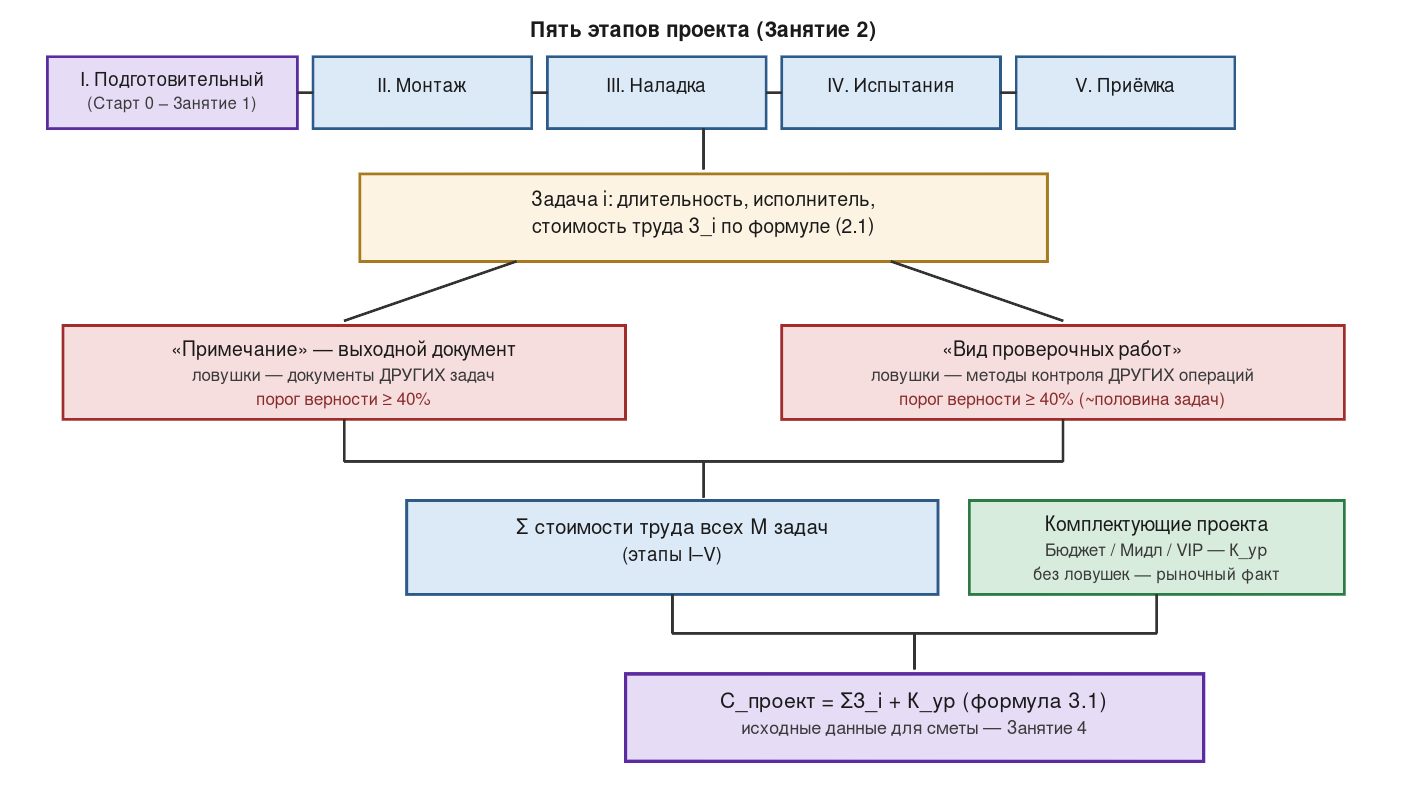 Пять этапов проекта (Занятие 2)
I. Подготовительный
(Старт 0 – Занятие 1)
II. Монтаж
III. Наладка
IV. Испытания
V. Приёмка
Задача i: длительность, исполнитель,
стоимость труда З_i по формуле (2.1)
«Примечание» — выходной документ
ловушки — документы ДРУГИХ задач
порог верности ≥ 40%
«Вид проверочных работ»
ловушки — методы контроля ДРУГИХ операций
порог верности ≥ 40% (~половина задач)
Σ стоимости труда всех M задач
(этапы I–V)
Комплектующие проекта
Бюджет / Мидл / VIP — К_ур
без ловушек — рыночный факт
С_проект = ΣЗ_i + К_ур (формула 3.1)
исходные данные для сметы — Занятие 4